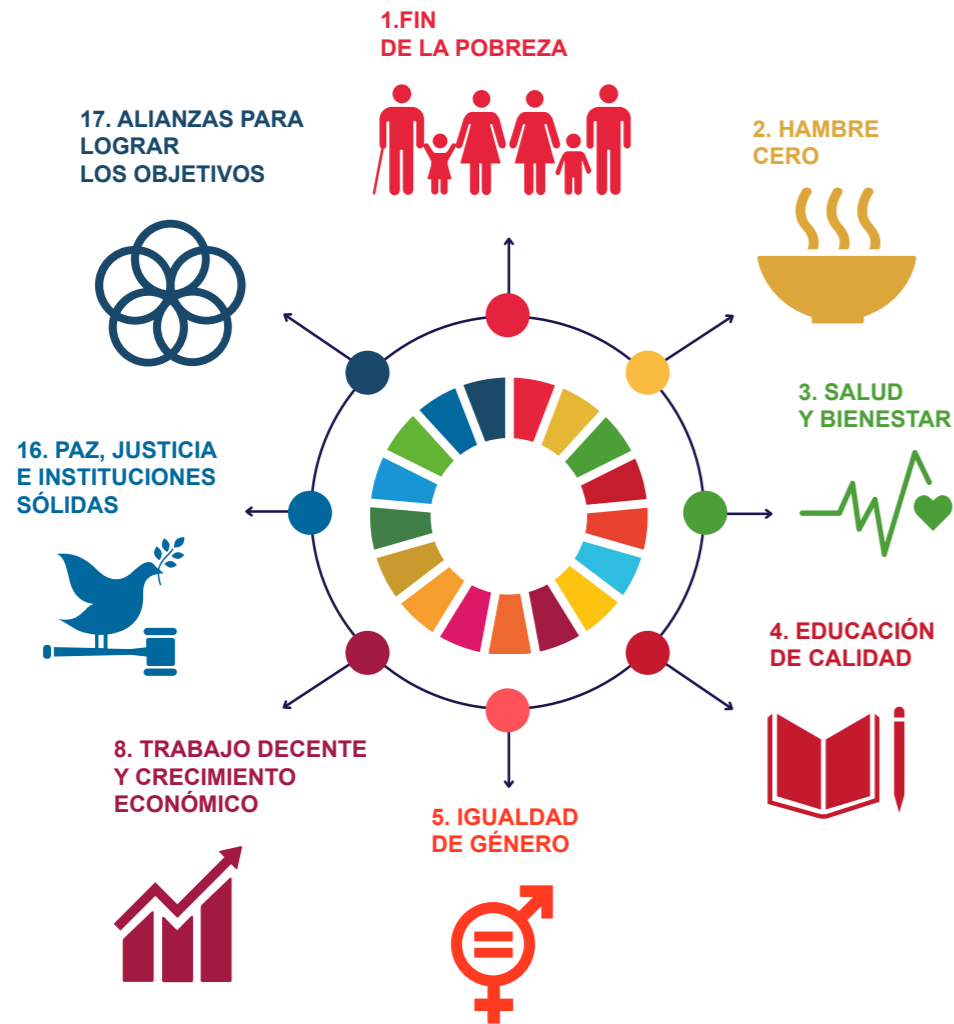 1.FIN
DE LA POBREZA
2. HAMBRE
CERO
3. SALUD
Y BIENESTAR
4. EDUCACIÓN
DE CALIDAD
5. IGUALDAD
DE GÉNERO
8. TRABAJO DECENTE
Y CRECIMIENTO
ECONÓMICO
16. PAZ, JUSTICIA
E INSTITUCIONES
SÓLIDAS
17. ALIANZAS PARA
LOGRAR
LOS OBJETIVOS